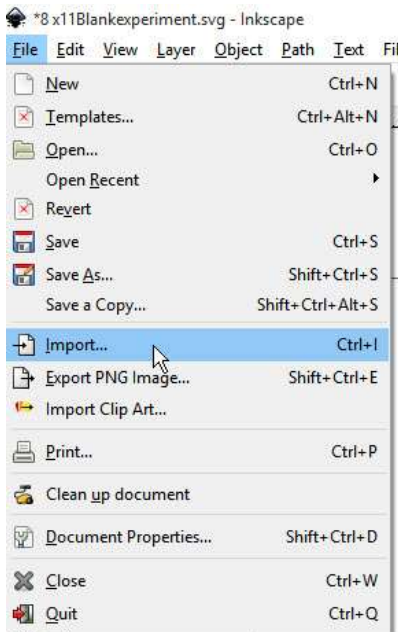 *8 x11Blankexperiment.svg - Inkscape
File Edit View Layer Object Path Text Fil
New Ctrl+N
Templates... Ctrl+Alt+N
Open... Ctrl+O
Open Recent
Revert
Save Ctrl+S
Save As... Shift+Ctrl+S
Save a Copy... Shift+Ctrl+Alt+S
Import... Ctrl+I
Export PNG Image... Shift+Ctrl+E
Import Clip Art...
Print... Ctrl+P
Clean up document
Document Properties... Shift+Ctrl+D
Close Ctrl+W
Quit Ctrl+Q